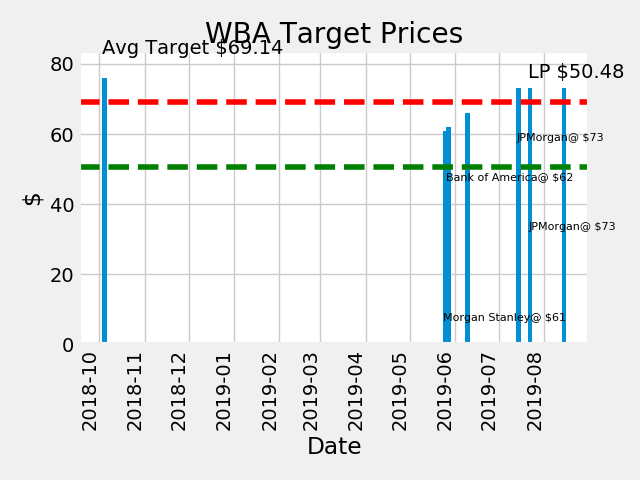 WBA Target Prices
Avg Target $69.14
LP $50.48
80
60
40
20
0
$
JPMorgan@ $73
Bank of America@ $62
JPMorgan@ $73
Morgan Stanley@ $61
2018-10
2018-11
2018-12
2019-01
2019-02
2019-03
2019-04
2019-05
2019-06
2019-07
2019-08
Date